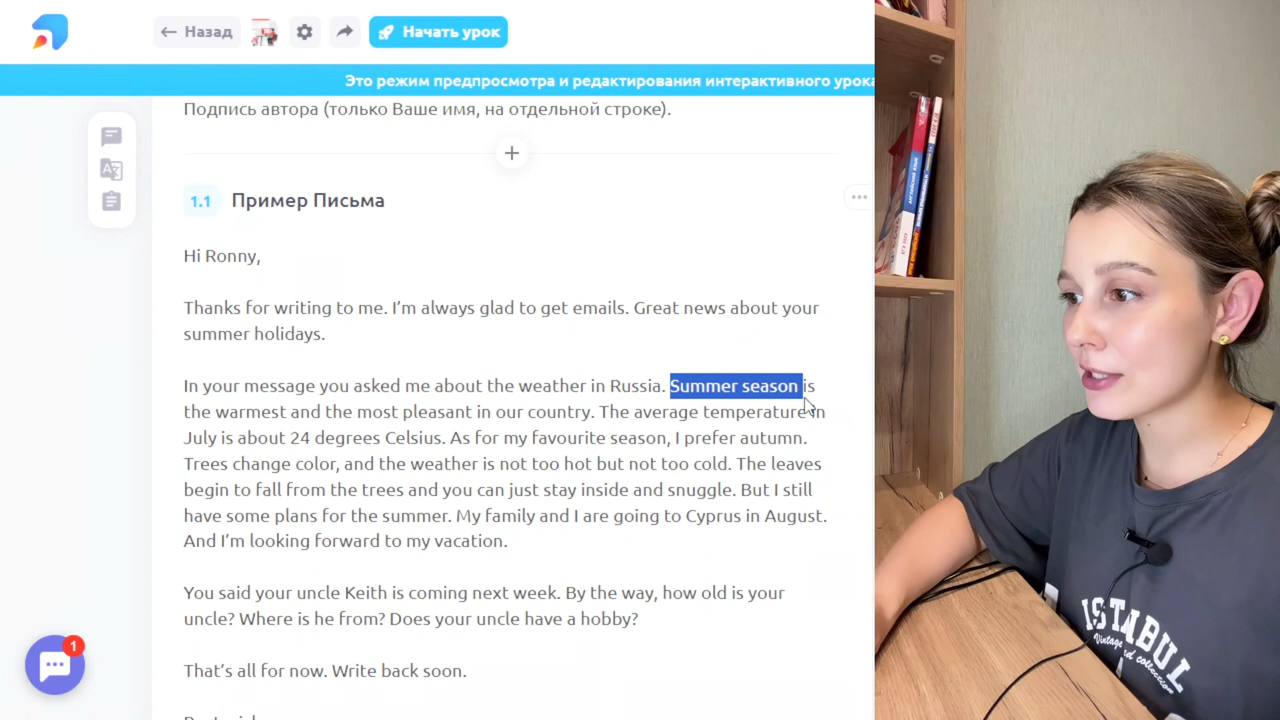 Назад
Начать урок
Это режим предпросмотра и редактирования интерактивного урока
Подпись автора (только Ваше имя, на отдельной строке).
1.1 Пример Письма
Hi Ronny,
Thanks for writing to me. I’m always glad to get emails. Great news about your
summer holidays.
In your message you asked me about the weather in Russia. Summer season is
the warmest and the most pleasant in our country. The average temperature in
July is about 24 degrees Celsius. As for my favourite season, I prefer autumn.
Trees change color, and the weather is not too hot but not too cold. The leaves
begin to fall from the trees and you can just stay inside and snuggle. But I still
have some plans for the summer. My family and I are going to Cyprus in August.
And I’m looking forward to my vacation.
You said your uncle Keith is coming next week. By the way, how old is your
uncle? Where is he from? Does your uncle have a hobby?
That’s all for now. Write back soon.
1
ISTABUL